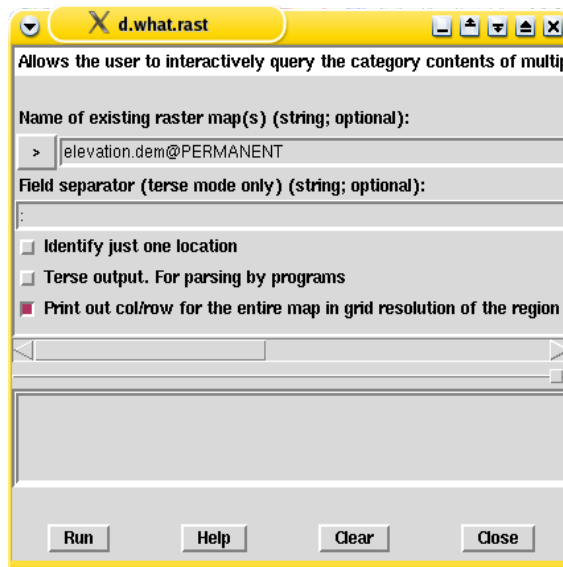 d.what.rast
Allows the user to interactively query the category contents of multip
Name of existing raster map(s) (string; optional):
> elevation.dem@PERMANENT
Field separator (terse mode only) (string; optional):
:
Identify just one location
Terse output. For parsing by programs
Print out col/row for the entire map in grid resolution of the region
Run Help Clear Close